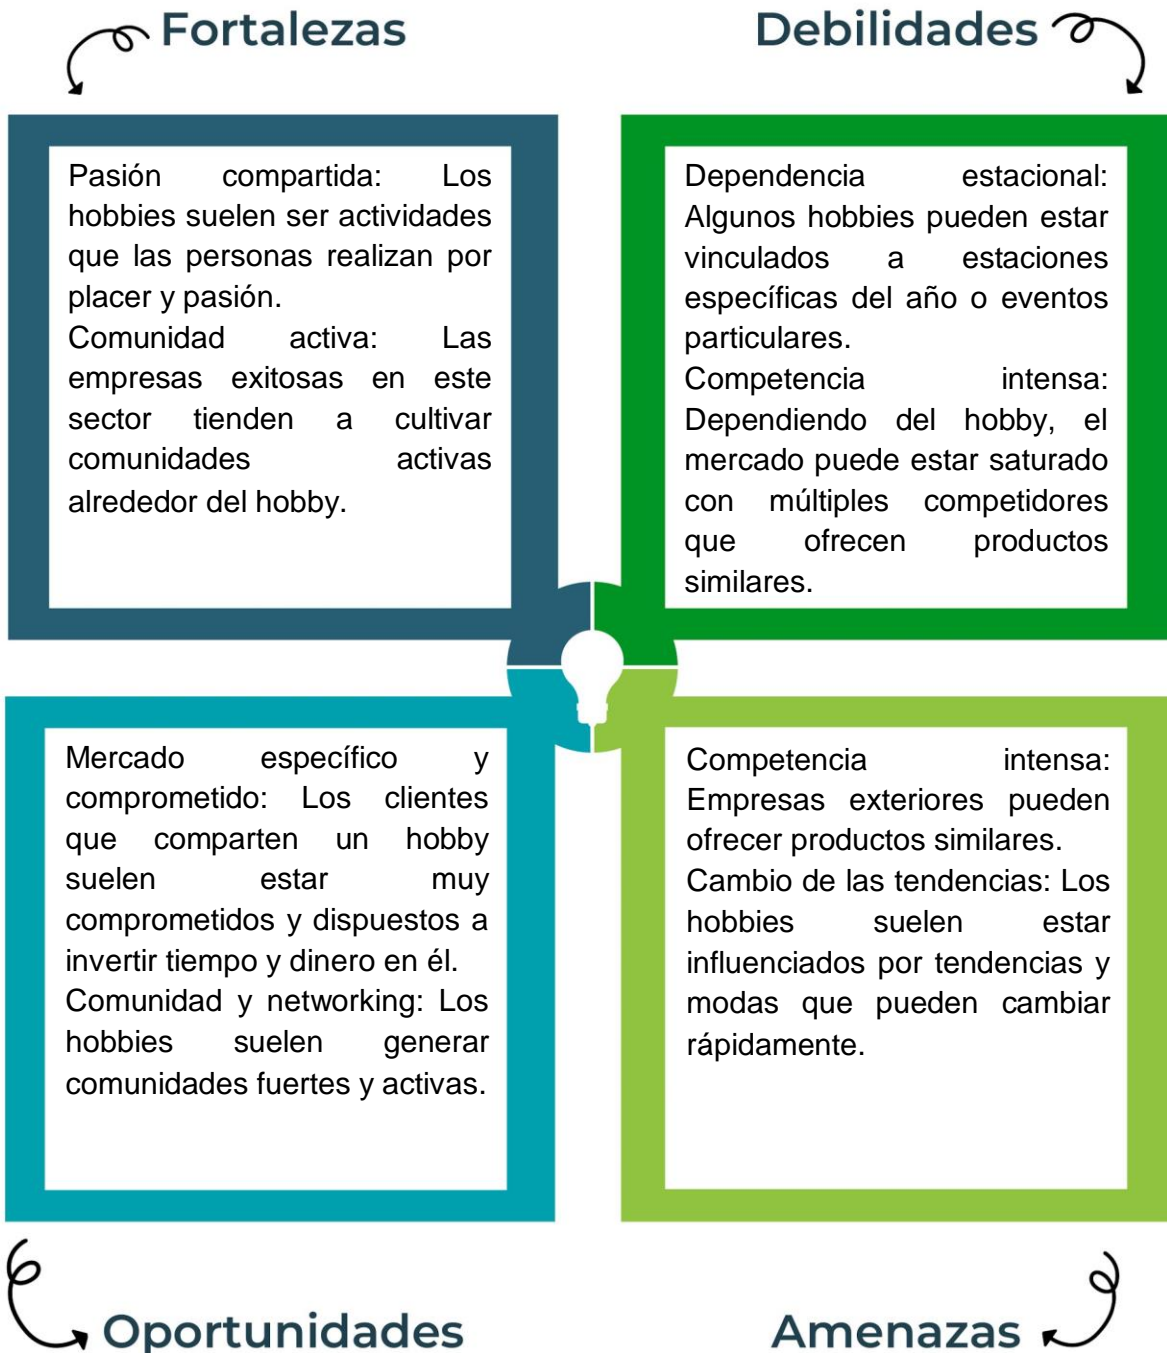 Fortalezas
Pasión compartida: Los
hobbies suelen ser actividades
que las personas realizan por
placer y pasión.
Comunidad activa: Las
empresas exitosas en este
sector tienden a cultivar
comunidades activas
alrededor del hobby.
Debilidades
Dependencia estacional:
Algunos hobbies pueden estar
vinculados a estaciones
específicas del año o eventos
particulares.
Competencia intensa:
Dependiendo del hobby, el
mercado puede estar saturado
con múltiples competidores
que ofrecen productos
similares.
Mercado específico y
comprometido: Los clientes
que comparten un hobby
suelen estar muy
comprometidos y dispuestos a
invertir tiempo y dinero en él.
Comunidad y networking: Los
hobbies suelen generar
comunidades fuertes y activas.
Oportunidades
Competencia intensa:
Empresas exteriores pueden
ofrecer productos similares.
Cambio de las tendencias: Los
hobbies suelen estar
influenciados por tendencias y
modas que pueden cambiar
rápidamente.
Amenazas